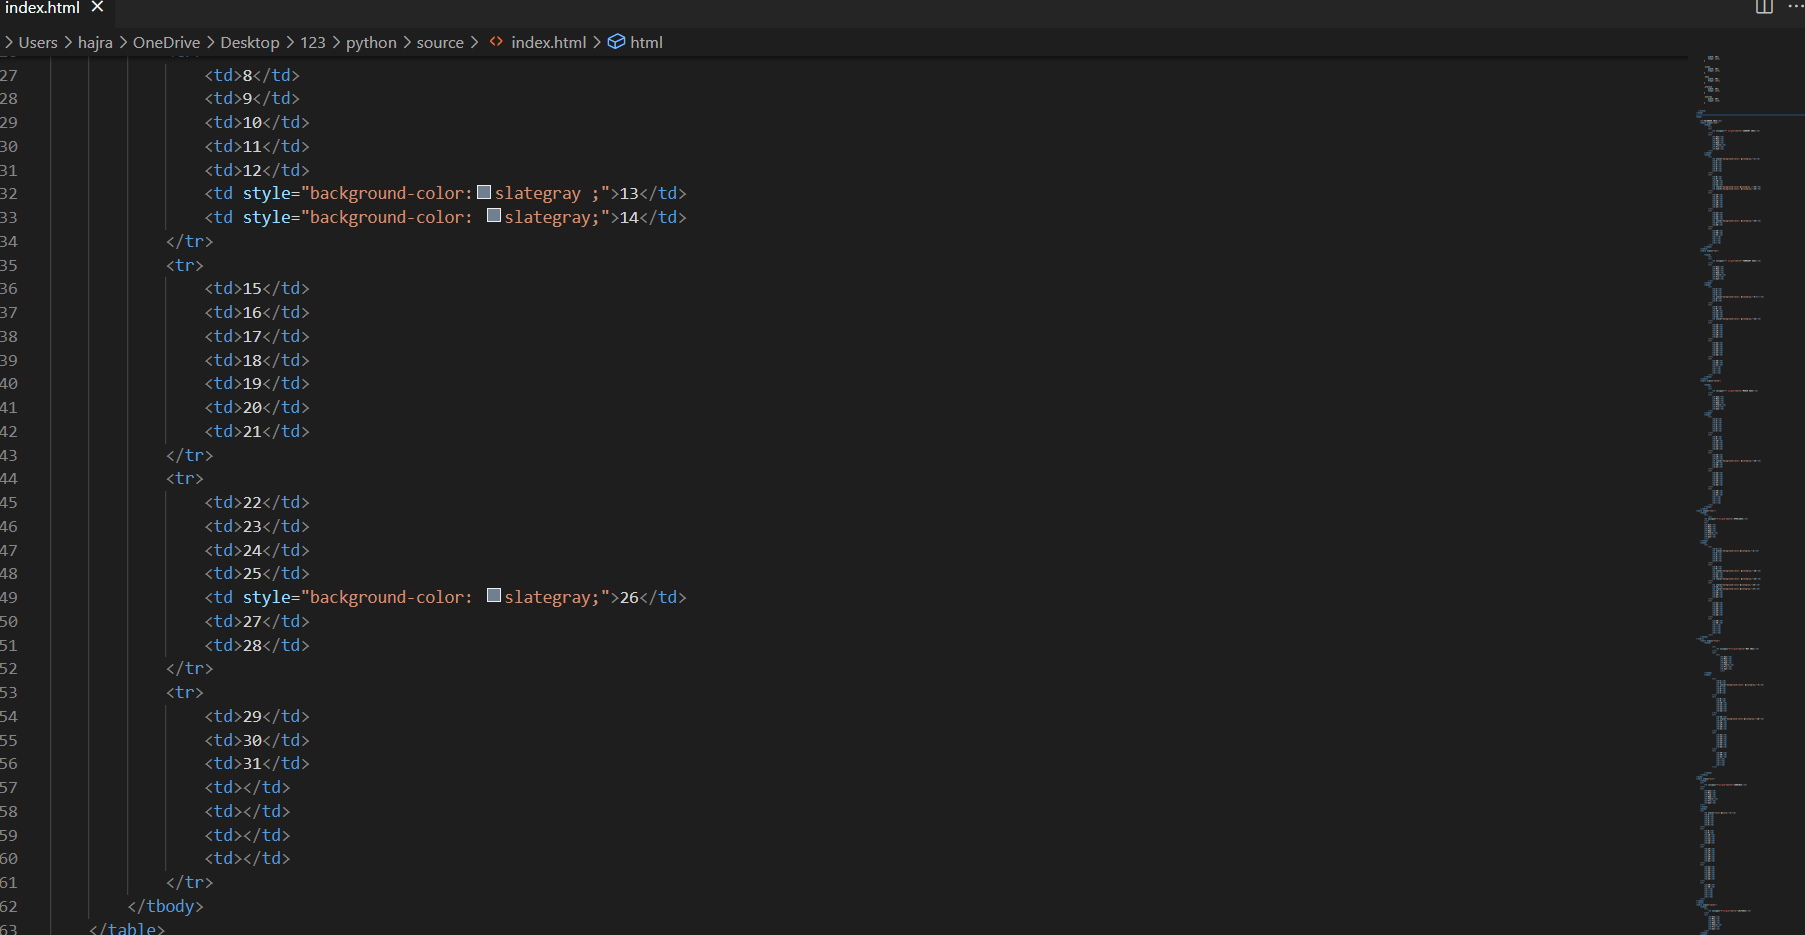 index.html ×
> Users > hajra > OneDrive > Desktop > 123 > python > source > <> index.html > html
27 <td>8</td>
28 <td>9</td>
29 <td>10</td>
30 <td>11</td>
31 <td>12</td>
32 <td style="background-color:slategray ;">13</td>
33 <td style="background-color: slategray;">14</td>
34 </tr>
35 <tr>
36 <td>15</td>
37 <td>16</td>
38 <td>17</td>
39 <td>18</td>
40 <td>19</td>
41 <td>20</td>
42 <td>21</td>
43 </tr>
44 <tr>
45 <td>22</td>
46 <td>23</td>
47 <td>24</td>
48 <td>25</td>
49 <td style="background-color: slategray;">26</td>
50 <td>27</td>
51 <td>28</td>
52 </tr>
53 <tr>
54 <td>29</td>
55 <td>30</td>
56 <td>31</td>
57 <td></td>
58 <td></td>
59 <td></td>
60 <td></td>
61 </tr>
62 </tbody>
63 </table>